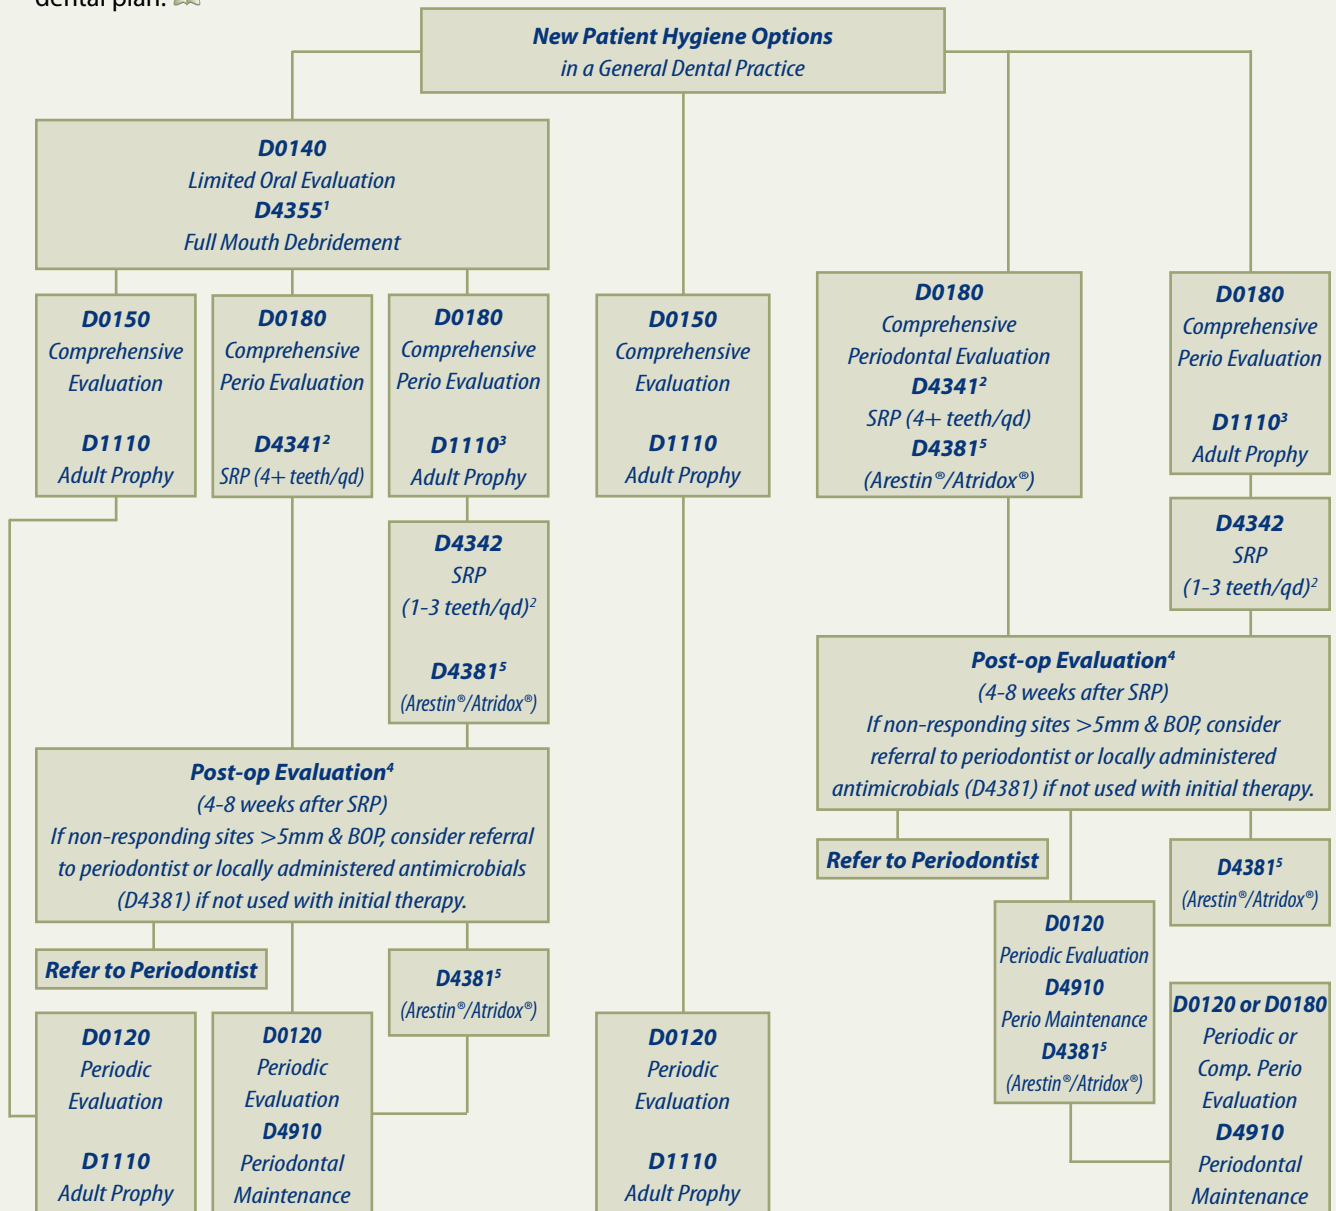 dental plan.
New Patient Hygiene Options
in a General Dental Practice
D0140
Limited Oral Evaluation
D4355¹
Full Mouth Debridement
D0150
Comprehensive
Evaluation
D1110
Adult Prophy
D0180
Comprehensive
Perio Evaluation
D4341²
SRP (4+ teeth/qd)
D0180
Comprehensive
Perio Evaluation
D1110³
Adult Prophy
D0150
Comprehensive
Evaluation
D1110
Adult Prophy
D0180
Comprehensive
Periodontal Evaluation
D4341²
SRP (4+ teeth/qd)
D4381⁵
(Arestin®/Atridox®)
D0180
Comprehensive
Perio Evaluation
D1110³
Adult Prophy
D4342
SRP
(1-3 teeth/qd)²
D4381⁵
(Arestin®/Atridox®)
D4342
SRP
(1-3 teeth/qd)²
Post-op Evaluation⁴
(4-8 weeks after SRP)
If non-responding sites >5mm & BOP, consider referral
to periodontist or locally administered antimicrobials
(D4381) if not used with initial therapy.
Post-op Evaluation⁴
(4-8 weeks after SRP)
If non-responding sites >5mm & BOP, consider
referral to periodontist or locally administered
antimicrobials (D4381) if not used with initial therapy.
Refer to Periodontist
D4381⁵
(Arestin®/Atridox®)
Refer to Periodontist
D4381⁵
(Arestin®/Atridox®)
D0120
Periodic
Evaluation
D1110
Adult Prophy
D0120
Periodic
Evaluation
D4910
Periodontal
Maintenance
D0120
Periodic
Evaluation
D1110
Adult Prophy
D0120
Periodic Evaluation
D4910
Perio Maintenance
D4381⁵
(Arestin®/Atridox®)
D0120 or D0180
Periodic or
Comp. Perio
Evaluation
D4910
Periodontal
Maintenance